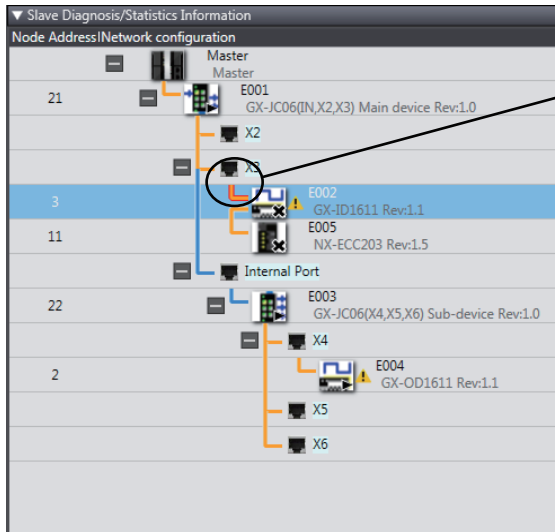 ▼ Slave Diagnosis/Statistics Information
Node Address|Network configuration
Master
Master
21
E001
GX-JC06(IN,X2,X3) Main device Rev:1.0
X2
X3
3
E002
GX-ID1611 Rev:1.1
11
E005
NX-ECC203 Rev:1.5
Internal Port
22
E003
GX-JC06(X4,X5,X6) Sub-device Rev:1.0
X4
2
E004
GX-OD1611 Rev:1.1
X5
X6